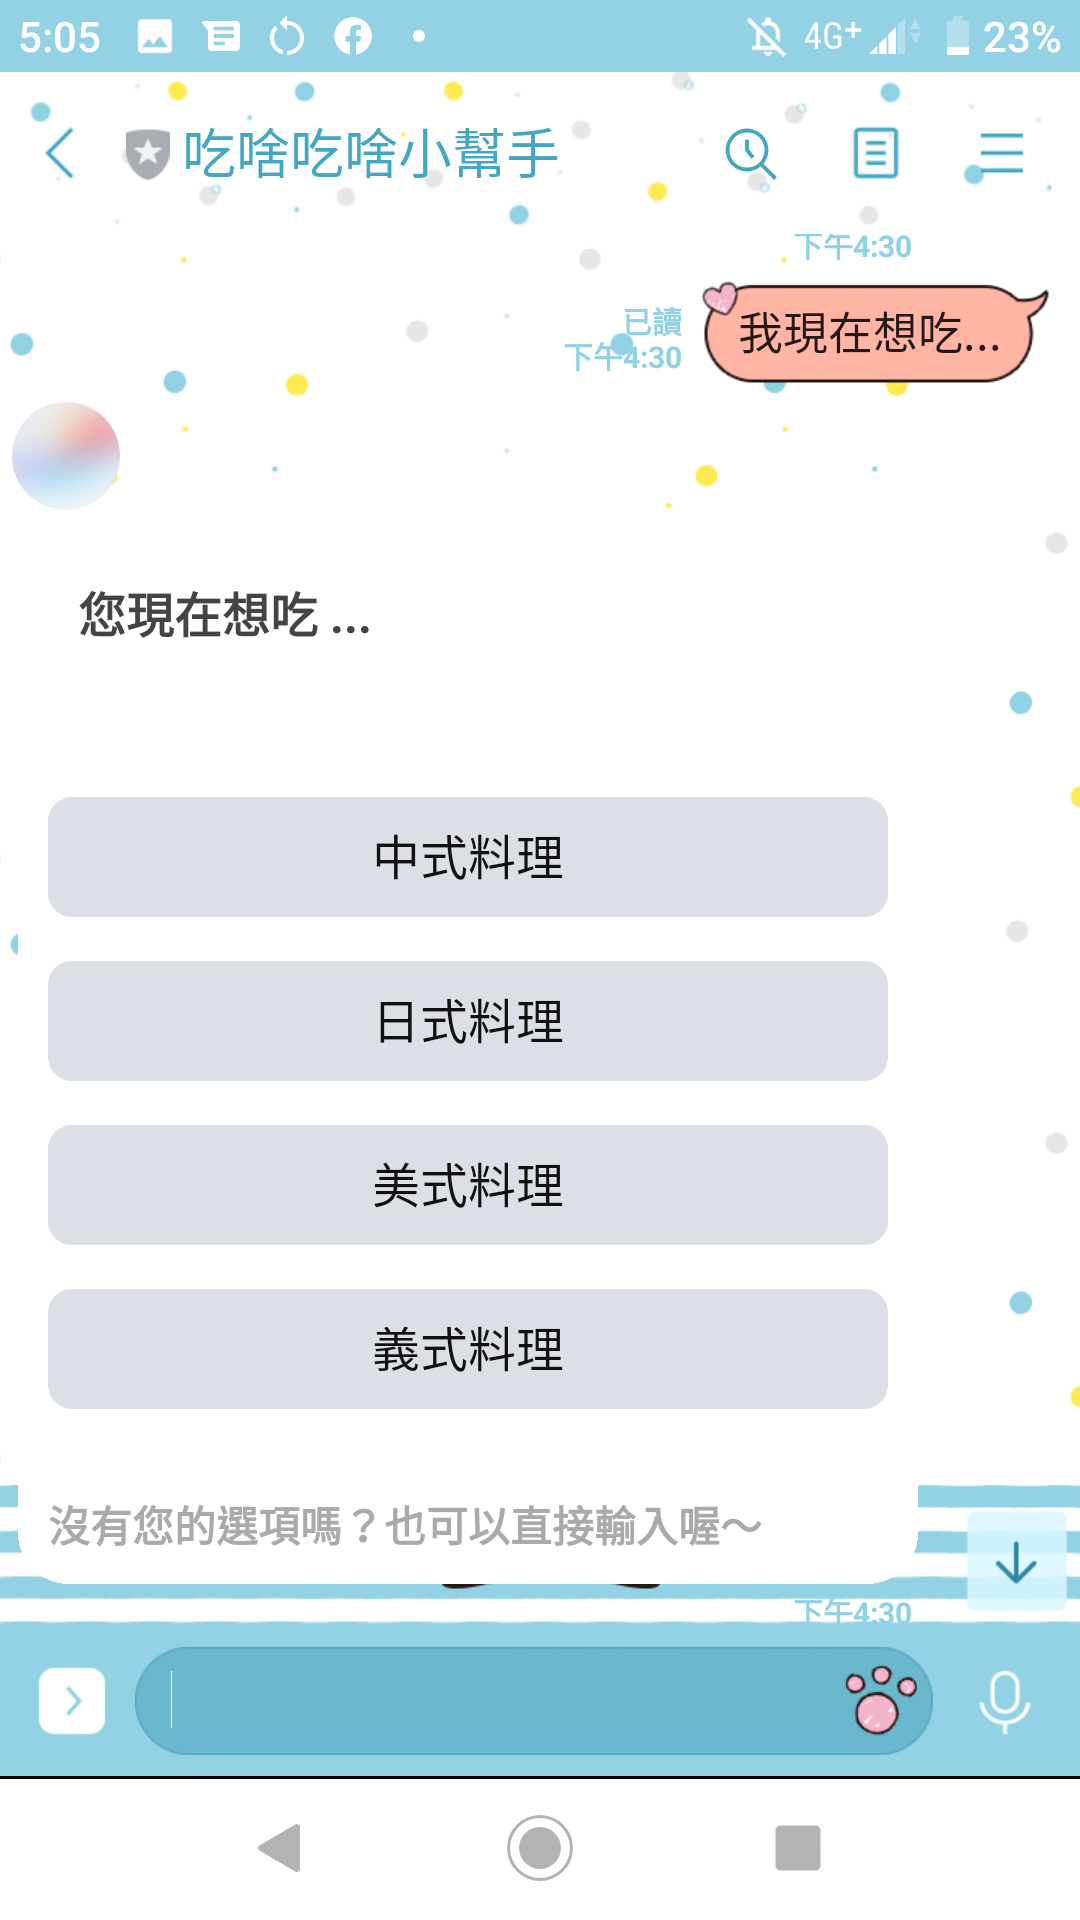 5:05 4G+ 23%
吃啥吃啥小幫手
下午4:30
我現在想吃...
已讀
下午4:30
您現在想吃 ...
中式料理
日式料理
美式料理
義式料理
沒有您的選項嗎？也可以直接輸入喔～
下午4:30